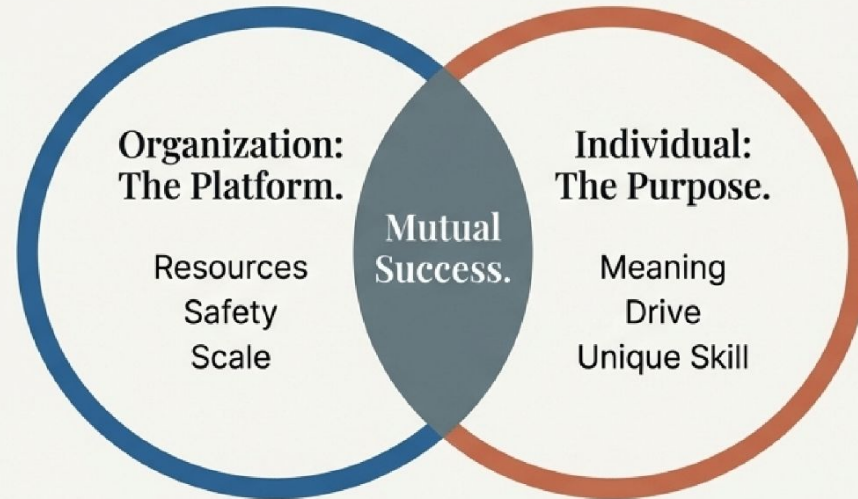 Organization:
The Platform.
Resources
Safety
Scale
Mutual
Success.
Individual:
The Purpose.
Meaning
Drive
Unique Skill